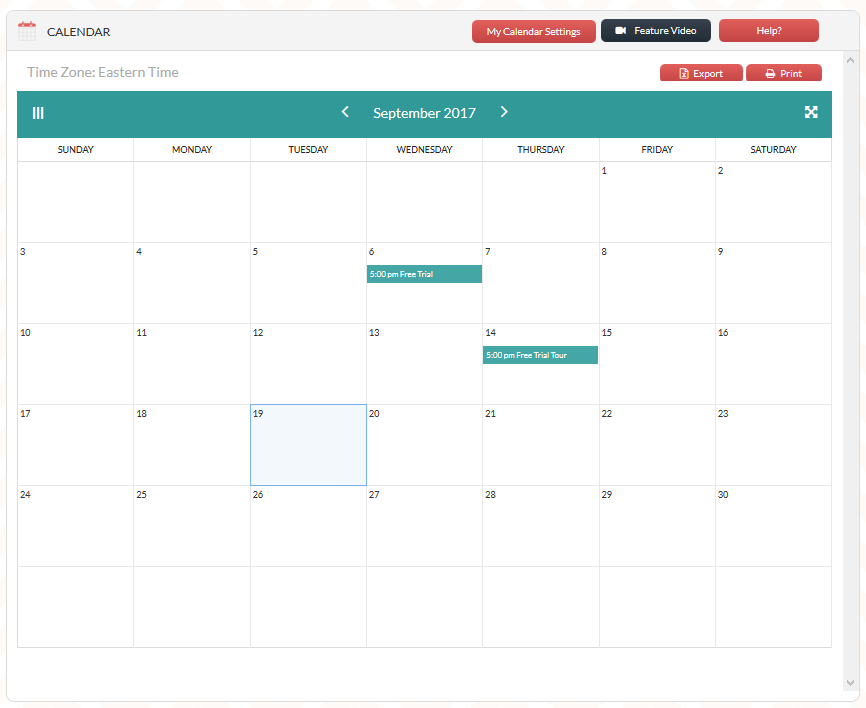 CALENDAR
My Calendar Settings
Feature Video
Help?
Time Zone: Eastern Time
Export
Print
September 2017
SUNDAY MONDAY TUESDAY WEDNESDAY THURSDAY FRIDAY SATURDAY
1 2
3 4 5 6 7 8 9
5:00 pm Free Trial
10 11 12 13 14 15 16
5:00 pm Free Trial Tour
17 18 19 20 21 22 23
24 25 26 27 28 29 30